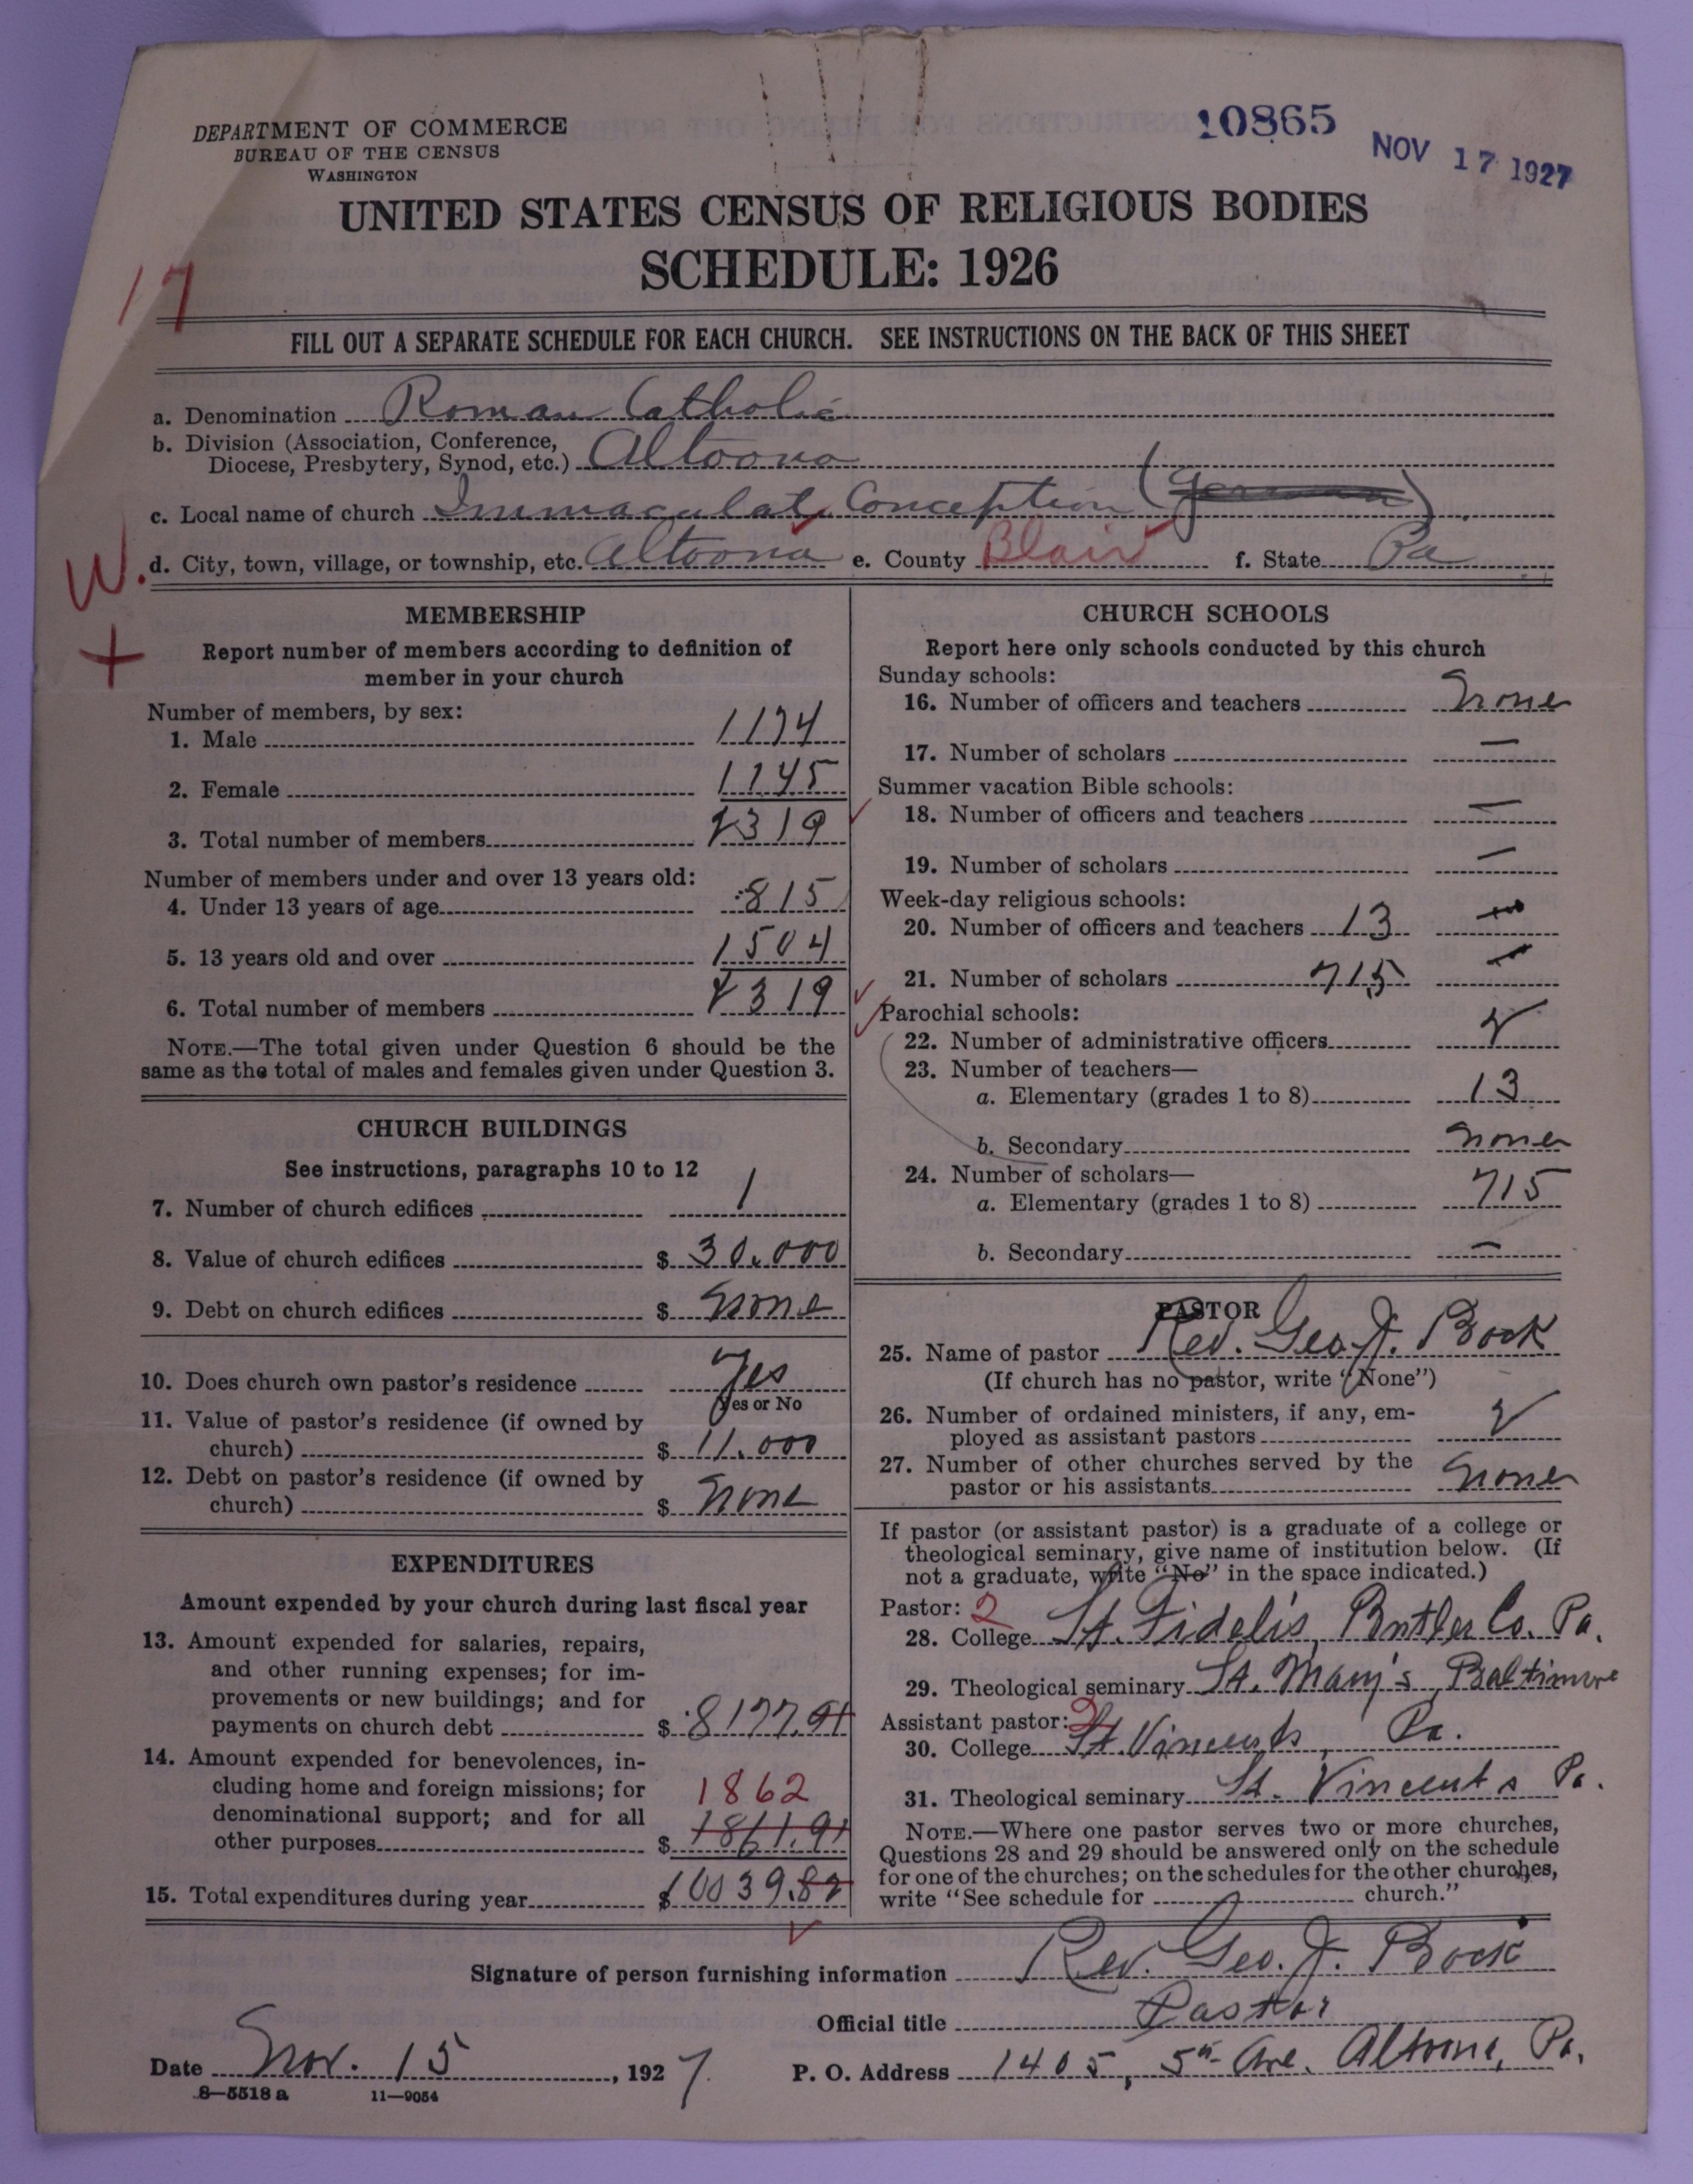 10865
NOV 17 1927
DEPARTMENT OF COMMERCE
BUREAU OF THE CENSUS
WASHINGTON
UNITED STATES CENSUS OF RELIGIOUS BODIES
SCHEDULE: 1926
17
FILL OUT A SEPARATE SCHEDULE FOR EACH CHURCH. SEE INSTRUCTIONS ON THE BACK OF THIS SHEET
a. Denomination Roman Catholic
b. Division (Association, Conference,
Diocese, Presbytery, Synod, etc.) Altoona
c. Local name of church Immaculate Conception (German)
W. d. City, town, village, or township, etc. Altoona e. County Blair f. State Pa
+
MEMBERSHIP
Report number of members according to definition of
member in your church
Number of members, by sex:
1. Male 1174
2. Female 1145
3. Total number of members 2319
Number of members under and over 13 years old:
4. Under 13 years of age 815
5. 13 years old and over 1504
6. Total number of members 2319
NOTE.—The total given under Question 6 should be the
same as the total of males and females given under Question 3.
CHURCH BUILDINGS
See instructions, paragraphs 10 to 12
7. Number of church edifices 1
8. Value of church edifices $ 30.000
9. Debt on church edifices $ None
10. Does church own pastor's residence Yes
Yes or No
11. Value of pastor's residence (if owned by
church) $ 11.000
12. Debt on pastor's residence (if owned by
church) $ None
EXPENDITURES
Amount expended by your church during last fiscal year
13. Amount expended for salaries, repairs,
and other running expenses; for im-
provements or new buildings; and for
payments on church debt $ 8177.91
14. Amount expended for benevolences, in-
cluding home and foreign missions; for 1862
denominational support; and for all
other purposes $ 1861.91
15. Total expenditures during year $ 10039.82
CHURCH SCHOOLS
Report here only schools conducted by this church
Sunday schools:
16. Number of officers and teachers None
17. Number of scholars —
Summer vacation Bible schools:
18. Number of officers and teachers —
19. Number of scholars —
Week-day religious schools:
20. Number of officers and teachers 13
21. Number of scholars 715
Parochial schools:
22. Number of administrative officers 2
23. Number of teachers—
a. Elementary (grades 1 to 8) 13
b. Secondary None
24. Number of scholars—
a. Elementary (grades 1 to 8) 715
b. Secondary —
PASTOR
25. Name of pastor Rev. Geo. J. Bock
(If church has no pastor, write "None")
26. Number of ordained ministers, if any, em-
ployed as assistant pastors 2
27. Number of other churches served by the
pastor or his assistants None
If pastor (or assistant pastor) is a graduate of a college or
theological seminary, give name of institution below. (If
not a graduate, write "No" in the space indicated.)
Pastor: 2
28. College St. Fidelis, Butler Co. Pa.
29. Theological seminary St. Mary's, Baltimore
Assistant pastor: 2
30. College St. Vincents, Pa.
31. Theological seminary St. Vincents Pa.
NOTE.—Where one pastor serves two or more churches,
Questions 28 and 29 should be answered only on the schedule
for one of the churches; on the schedules for the other churches,
write "See schedule for church."
Signature of person furnishing information Rev. Geo. J. Bock
Official title Pastor
Date Nov. 15, 1927. P. O. Address 1405, 5th Ave. Altoona, Pa.
8—5518 a 11—9054